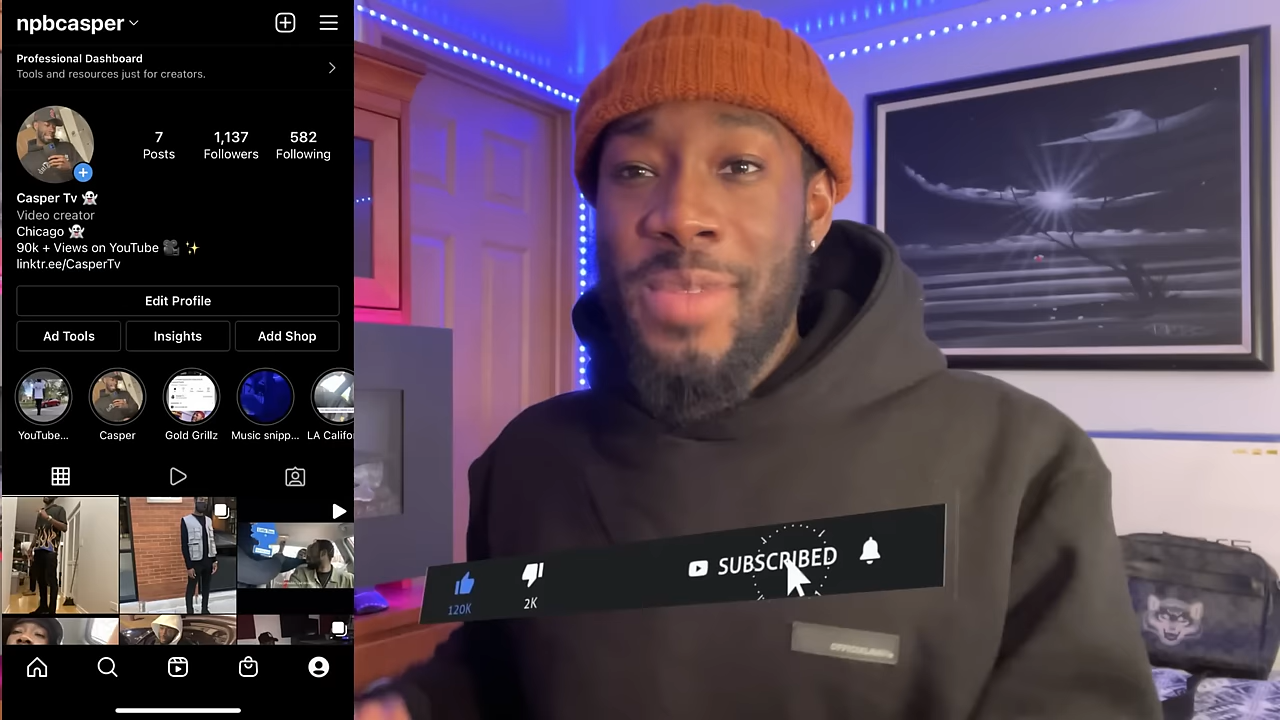 npbcasper
Professional Dashboard
Tools and resources just for creators.
7
Posts
1,137
Followers
582
Following
Casper Tv 👻
Video creator
Chicago 👻
90k + Views on YouTube 🎥 ✨
linktr.ee/CasperTv
Edit Profile
Ad Tools
Insights
Add Shop
YouTube...
Casper
Gold Grillz
Music snipp...
LA Califo
120K
2K
SUBSCRIBED